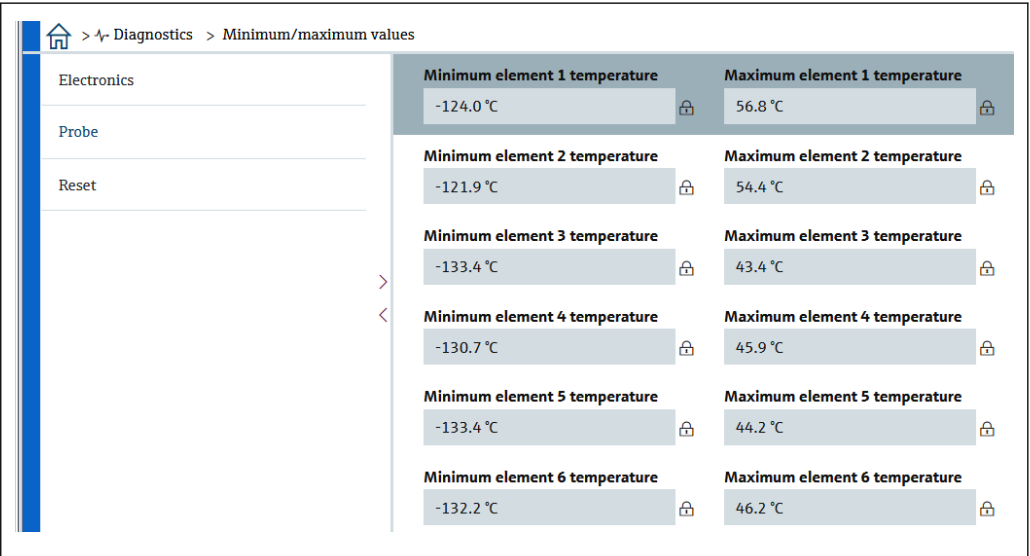 > Diagnostics > Minimum/maximum values
Electronics
Probe
Reset
Minimum element 1 temperature Maximum element 1 temperature
-124.0 °C 56.8 °C
Minimum element 2 temperature Maximum element 2 temperature
-121.9 °C 54.4 °C
Minimum element 3 temperature Maximum element 3 temperature
-133.4 °C 43.4 °C
Minimum element 4 temperature Maximum element 4 temperature
-130.7 °C 45.9 °C
Minimum element 5 temperature Maximum element 5 temperature
-133.4 °C 44.2 °C
Minimum element 6 temperature Maximum element 6 temperature
-132.2 °C 46.2 °C